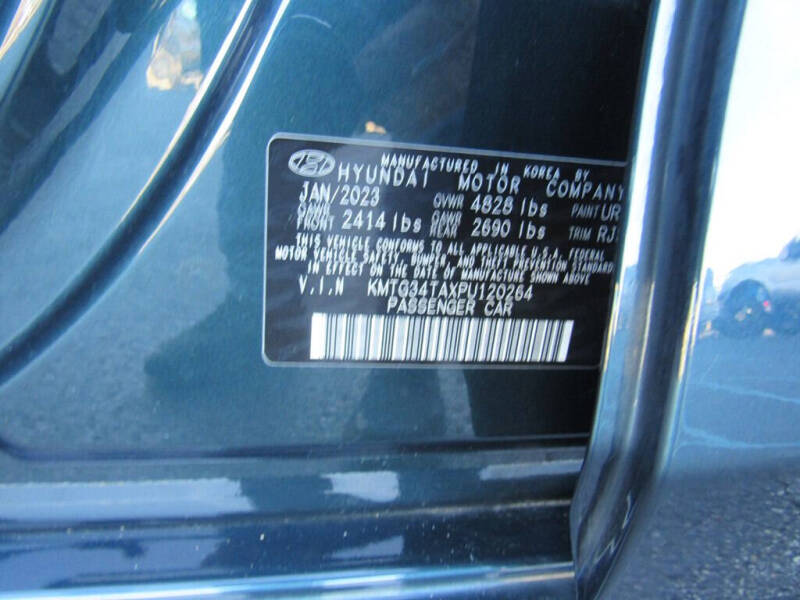 MANUFACTURED IN KOREA BY
HYUNDAI MOTOR COMPANY
JAN/2023 GVWR 4828 lbs PAINT UR
GAWR FRONT 2414 lbs GAWR REAR 2690 lbs TRIM RJ
THIS VEHICLE CONFORMS TO ALL APPLICABLE U.S.A. FEDERAL
MOTOR VEHICLE SAFETY, BUMPER, AND THEFT PREVENTION STANDARD
IN EFFECT ON THE DATE OF MANUFACTURE SHOWN ABOVE
V.I.N KMTG34TAXPU120264
PASSENGER CAR